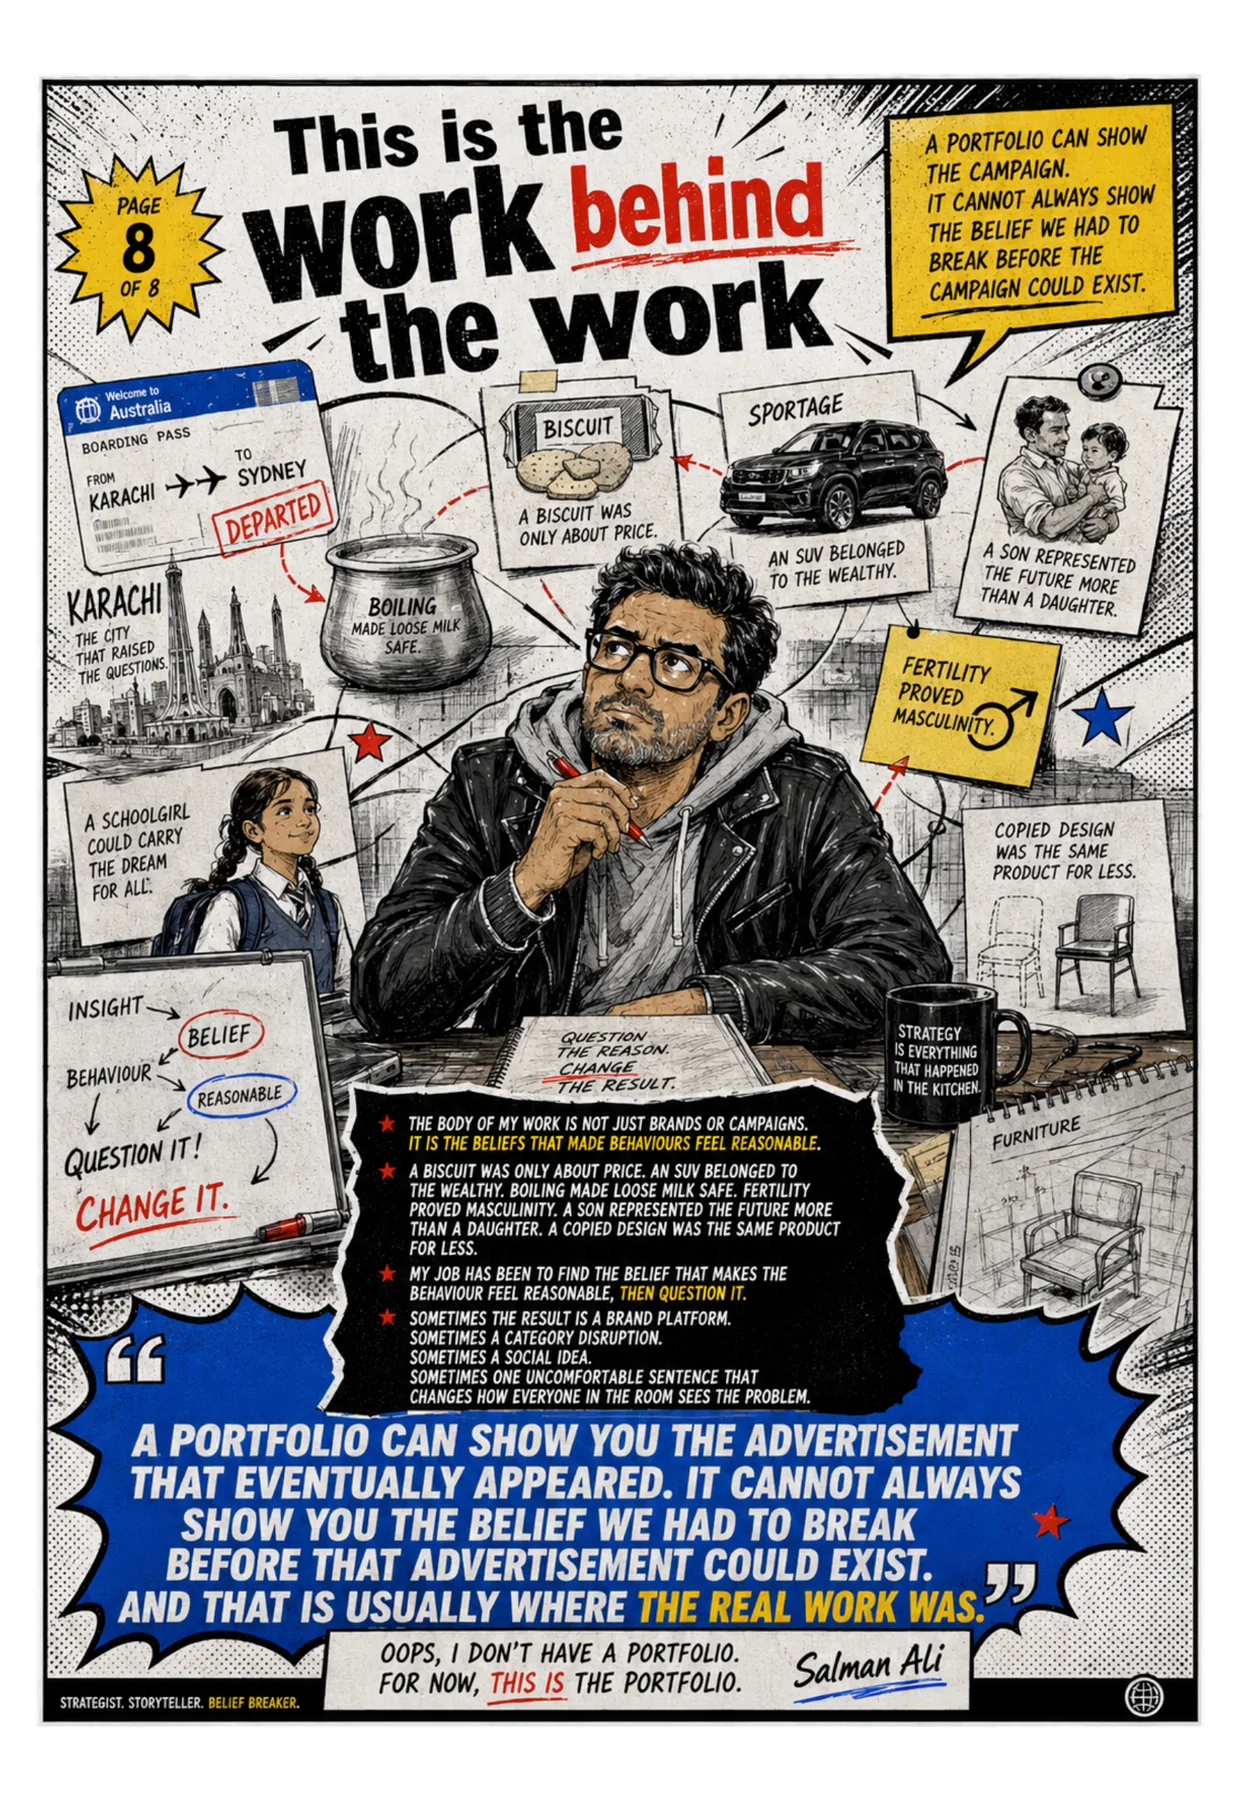 This is the
work behind
the work
PAGE
8
OF 8
A PORTFOLIO CAN SHOW
THE CAMPAIGN.
IT CANNOT ALWAYS SHOW
THE BELIEF WE HAD TO
BREAK BEFORE THE
CAMPAIGN COULD EXIST.
Welcome to
Australia
BOARDING PASS
FROM
KARACHI
TO
SYDNEY
DEPARTED
KARACHI
THE CITY
THAT RAISED
THE QUESTIONS.
BOILING
MADE LOOSE MILK
SAFE.
BISCUIT
A BISCUIT WAS
ONLY ABOUT PRICE.
SPORTAGE
AN SUV BELONGED
TO THE WEALTHY.
A SON REPRESENTED
THE FUTURE MORE
THAN A DAUGHTER.
FERTILITY
PROVED
MASCULINITY.
A SCHOOLGIRL
COULD CARRY
THE DREAM
FOR ALL.
COPIED DESIGN
WAS THE SAME
PRODUCT FOR LESS.
INSIGHT
BELIEF
BEHAVIOUR
REASONABLE
QUESTION IT!
CHANGE IT.
QUESTION
THE REASON.
CHANGE
THE RESULT.
STRATEGY
IS EVERYTHING
THAT HAPPENED
IN THE KITCHEN.
FURNITURE
THE BODY OF MY WORK IS NOT JUST BRANDS OR CAMPAIGNS.
IT IS THE BELIEFS THAT MADE BEHAVIOURS FEEL REASONABLE.
A BISCUIT WAS ONLY ABOUT PRICE. AN SUV BELONGED TO
THE WEALTHY. BOILING MADE LOOSE MILK SAFE. FERTILITY
PROVED MASCULINITY. A SON REPRESENTED THE FUTURE MORE
THAN A DAUGHTER. A COPIED DESIGN WAS THE SAME PRODUCT
FOR LESS.
MY JOB HAS BEEN TO FIND THE BELIEF THAT MAKES THE
BEHAVIOUR FEEL REASONABLE, THEN QUESTION IT.
SOMETIMES THE RESULT IS A BRAND PLATFORM.
SOMETIMES A CATEGORY DISRUPTION.
SOMETIMES A SOCIAL IDEA.
SOMETIMES ONE UNCOMFORTABLE SENTENCE THAT
CHANGES HOW EVERYONE IN THE ROOM SEES THE PROBLEM.
“A PORTFOLIO CAN SHOW YOU THE ADVERTISEMENT
THAT EVENTUALLY APPEARED. IT CANNOT ALWAYS
SHOW YOU THE BELIEF WE HAD TO BREAK
BEFORE THAT ADVERTISEMENT COULD EXIST.
AND THAT IS USUALLY WHERE THE REAL WORK WAS.”
OOPS, I DON'T HAVE A PORTFOLIO.
FOR NOW, THIS IS THE PORTFOLIO.
Salman Ali
STRATEGIST. STORYTELLER. BELIEF BREAKER.